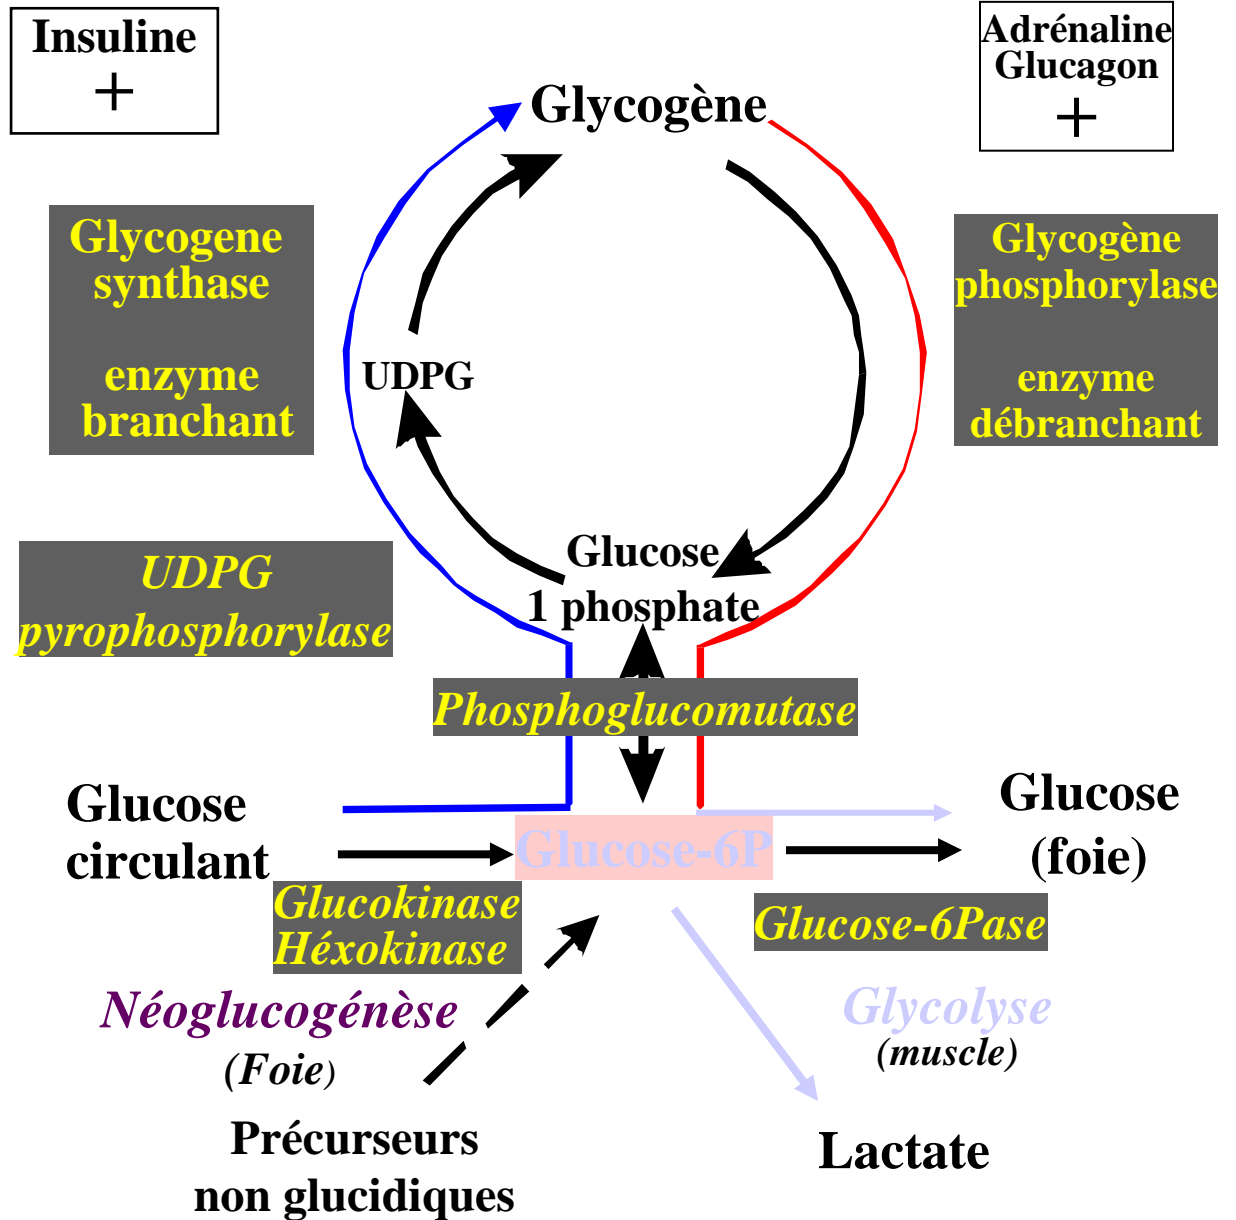 Insuline
+
Adrénaline
Glucagon
+
Glycogène
Glycogene
synthase
enzyme
branchant
Glycogène
phosphorylase
enzyme
débranchant
UDPG
UDPG
pyrophosphorylase
Glucose
1 phosphate
Phosphoglucomutase
Glucose
circulant
Glucose-6P
Glucose
(foie)
Glucokinase
Héxokinase
Glucose-6Pase
Néoglucogénèse
(Foie)
Glycolyse
(muscle)
Précurseurs
non glucidiques
Lactate